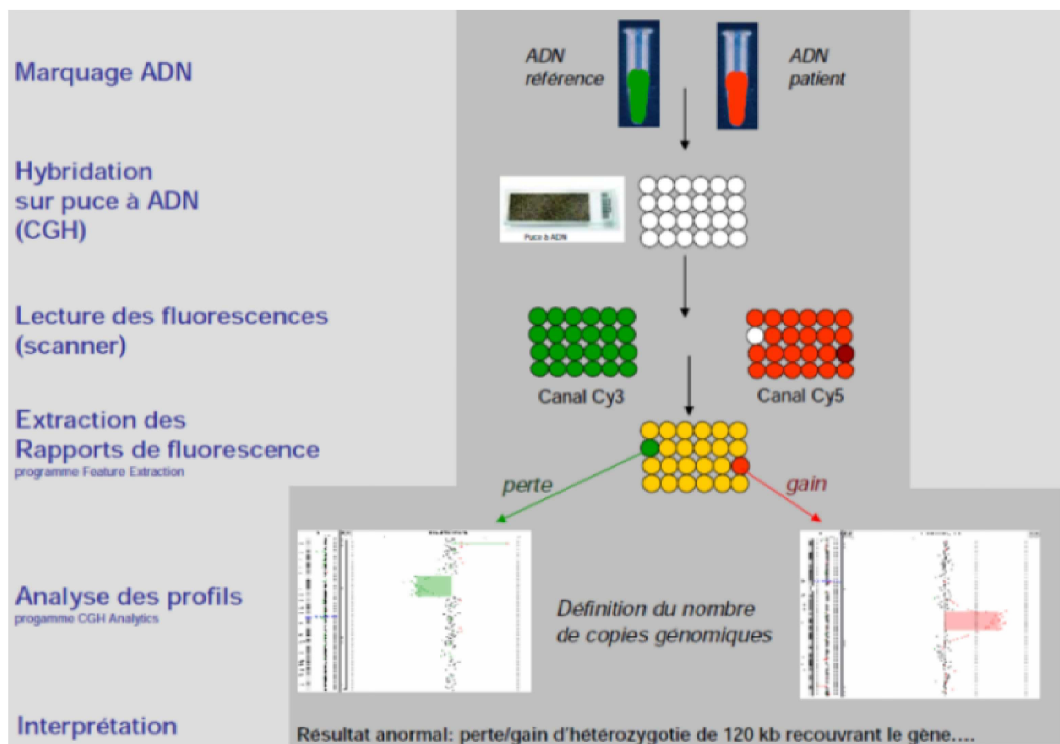 Marquage ADN
ADN
référence
ADN
patient
Hybridation
sur puce à ADN
(CGH)
Puce à ADN
Lecture des fluorescences
(scanner)
Canal Cy3
Canal Cy5
Extraction des
Rapports de fluorescence
programme Feature Extraction
perte
gain
Analyse des profils
progamme CGH Analytics
Définition du nombre
de copies génomiques
Interprétation
Résultat anormal: perte/gain d'hétérozygotie de 120 kb recouvrant le gène....